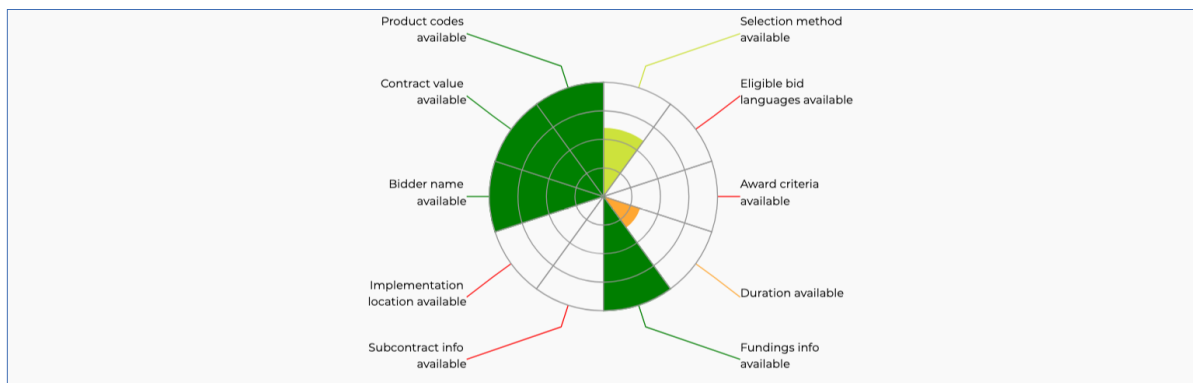 Product codes
available
Selection method
available
Contract value
available
Eligible bid
languages available
Bidder name
available
Award criteria
available
Implementation
location available
Duration available
Subcontract info
available
Fundings info
available